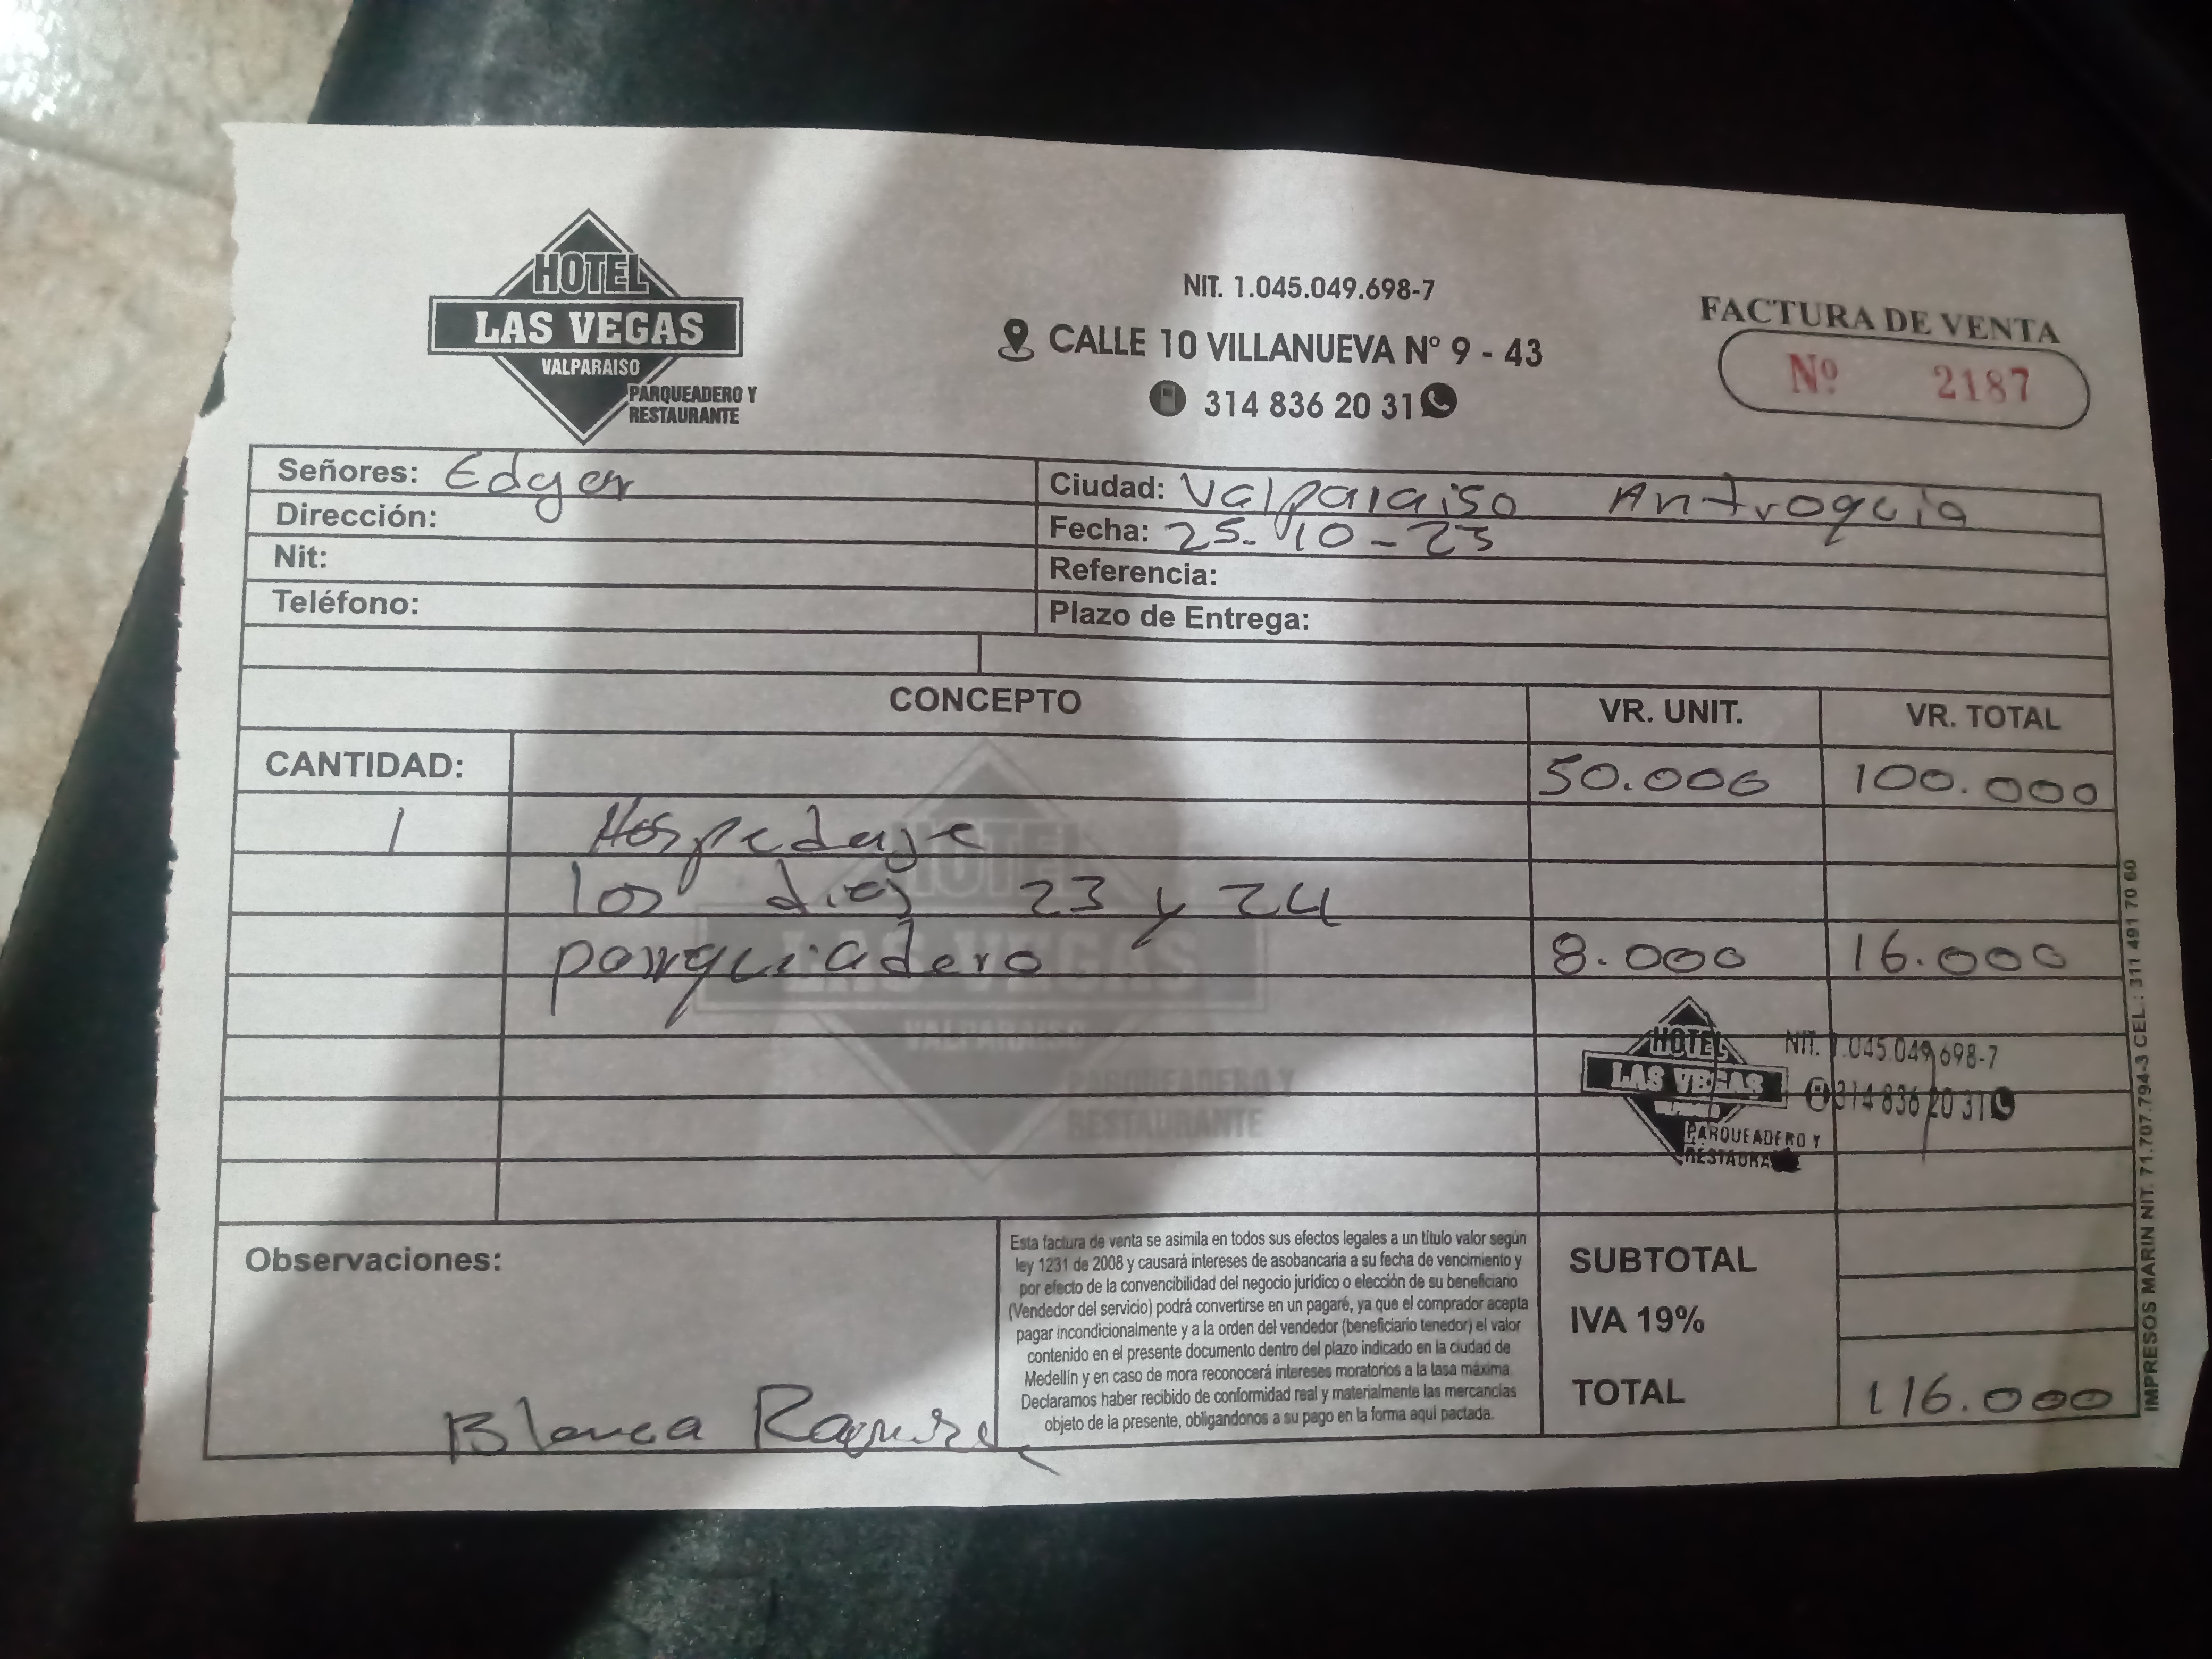 HOTEL
LAS VEGAS
VALPARAISO
PARQUEADERO Y
RESTAURANTE
NIT. 1.045.049.698-7
CALLE 10 VILLANUEVA N° 9 - 43
314 836 20 31
FACTURA DE VENTA
Nº 2187
Señores: Edger
Ciudad: Valparaiso Antroquia
Dirección:
Fecha: 25-10-23
Nit:
Referencia:
Teléfono:
Plazo de Entrega:
CONCEPTO VR. UNIT. VR. TOTAL
CANTIDAD: 50.000 100.000
1 Hospedaje
los dias 23 y 24
parquiadero 8.000 16.000
HOTEL
LAS VEGAS
VALPARAISO
PARQUEADERO Y
RESTAURANTE
HOTEL
LAS VEGAS
PARQUEADERO Y
NIT. 1.045.049.698-7
314 836 20 31
Observaciones:
Blanca
Esta factura de venta se asimila en todos sus efectos legales a un título valor según
ley 1231 de 2008 y causará intereses de asobancaria a su fecha de vencimiento y
por efecto de la convencibilidad del negocio jurídico o elección de su beneficiario
(Vendedor del servicio) podrá convertirse en un pagaré, ya que el comprador acepta
pagar incondicionalmente y a la orden del vendedor (beneficiario tenedor) el valor
contenido en el presente documento dentro del plazo indicado en la ciudad de
Medellín y en caso de mora reconocerá intereses moratorios a la tasa máxima.
Declaramos haber recibido de conformidad real y materialmente las mercancias
objeto de la presente, obligandonos a su pago en la forma aquí pactada.
SUBTOTAL
IVA 19%
TOTAL 116.000
IMPRESOS MARIN NIT. 71.707.794-3 CEL.: 311 491 70 60